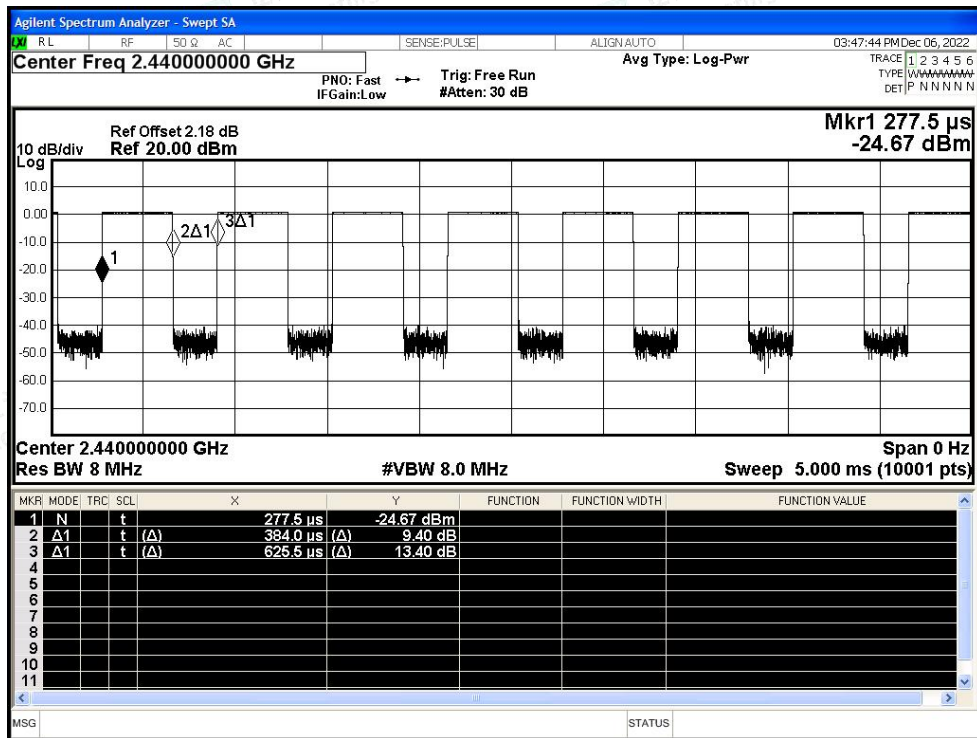 Agilent Spectrum Analyzer - Swept SA
LXI RL RF 50 Ω AC SENSE:PULSE ALIGN AUTO 03:47:44 PM Dec 06, 2022
Center Freq 2.440000000 GHz Avg Type: Log-Pwr TRACE 1 2 3 4 5 6
PNO: Fast Trig: Free Run TYPE WWWWWW
IFGain:Low #Atten: 30 dB DET P N N N N N
Mkr1 277.5 µs
Ref Offset 2.18 dB
10 dB/div Ref 20.00 dBm -24.67 dBm
Log
10.0
0.00
2Δ1 3Δ1
-10.0
1
-20.0
-30.0
-40.0
-50.0
-60.0
-70.0
Center 2.440000000 GHz Span 0 Hz
Res BW 8 MHz #VBW 8.0 MHz Sweep 5.000 ms (10001 pts)
MKR MODE TRC SCL X Y FUNCTION FUNCTION WIDTH FUNCTION VALUE
1 N t 277.5 µs -24.67 dBm
2 Δ1 t (Δ) 384.0 µs (Δ) 9.40 dB
3 Δ1 t (Δ) 625.5 µs (Δ) 13.40 dB
4
5
6
7
8
9
10
11
MSG STATUS